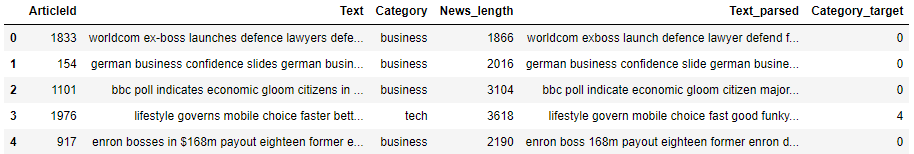 ArticleId Text Category News_length Text_parsed Category_target
0 1833 worldcom ex-boss launches defence lawyers defe... business 1866 worldcom exboss launch defence lawyer defend f... 0
1 154 german business confidence slides german busin... business 2016 german business confidence slide german busine... 0
2 1101 bbc poll indicates economic gloom citizens in ... business 3104 bbc poll indicate economic gloom citizen major... 0
3 1976 lifestyle governs mobile choice faster bett... tech 3618 lifestyle govern mobile choice fast good funky... 4
4 917 enron bosses in $168m payout eighteen former e... business 2190 enron boss 168m payout eighteen former enron d... 0